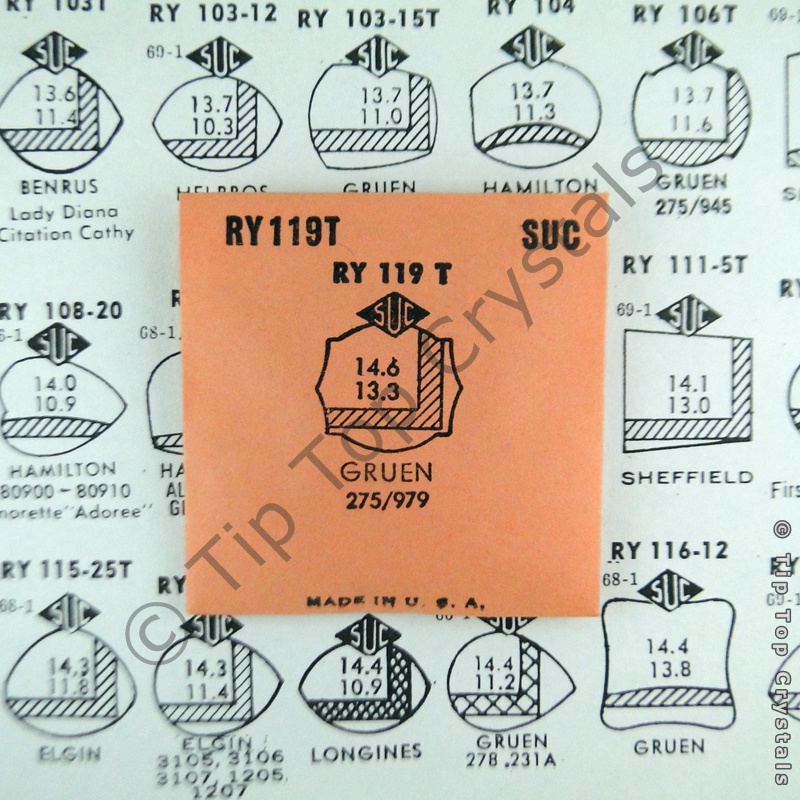 RY 103T
RY 103-12
RY 103-15T
RY 104
RY 106T
69-1
SUC
SUC
SUC
SUC
SUC
13.6
11.4
13.7
10.3
13.7
11.0
13.7
11.3
13.7
11.6
BENRUS
Lady Diana
Citation Cathy
HELBROS
GRUEN
HAMILTON
GRUEN
275/945
RY119T
SUC
RY 119 T
SUC
14.6
13.3
GRUEN
275/979
MADE IN U. S. A.
RY 108-20
SUC
14.0
10.9
HAMILTON
80900-80910
"Adoree"
68-1
RY 111-5T
69-1
SUC
14.1
13.0
SHEFFIELD
RY 115-25T
68-1
SUC
14.3
11.8
ELGIN
SUC
14.3
11.4
ELGIN
3105, 3106
3107, 1205,
1207
SUC
14.4
10.9
LONGINES
SUC
14.4
11.2
GRUEN
278.231A
RY 116-12
68-1
SUC
14.4
13.8
GRUEN
© Tip Top Crystals
© Tip Top Crystals